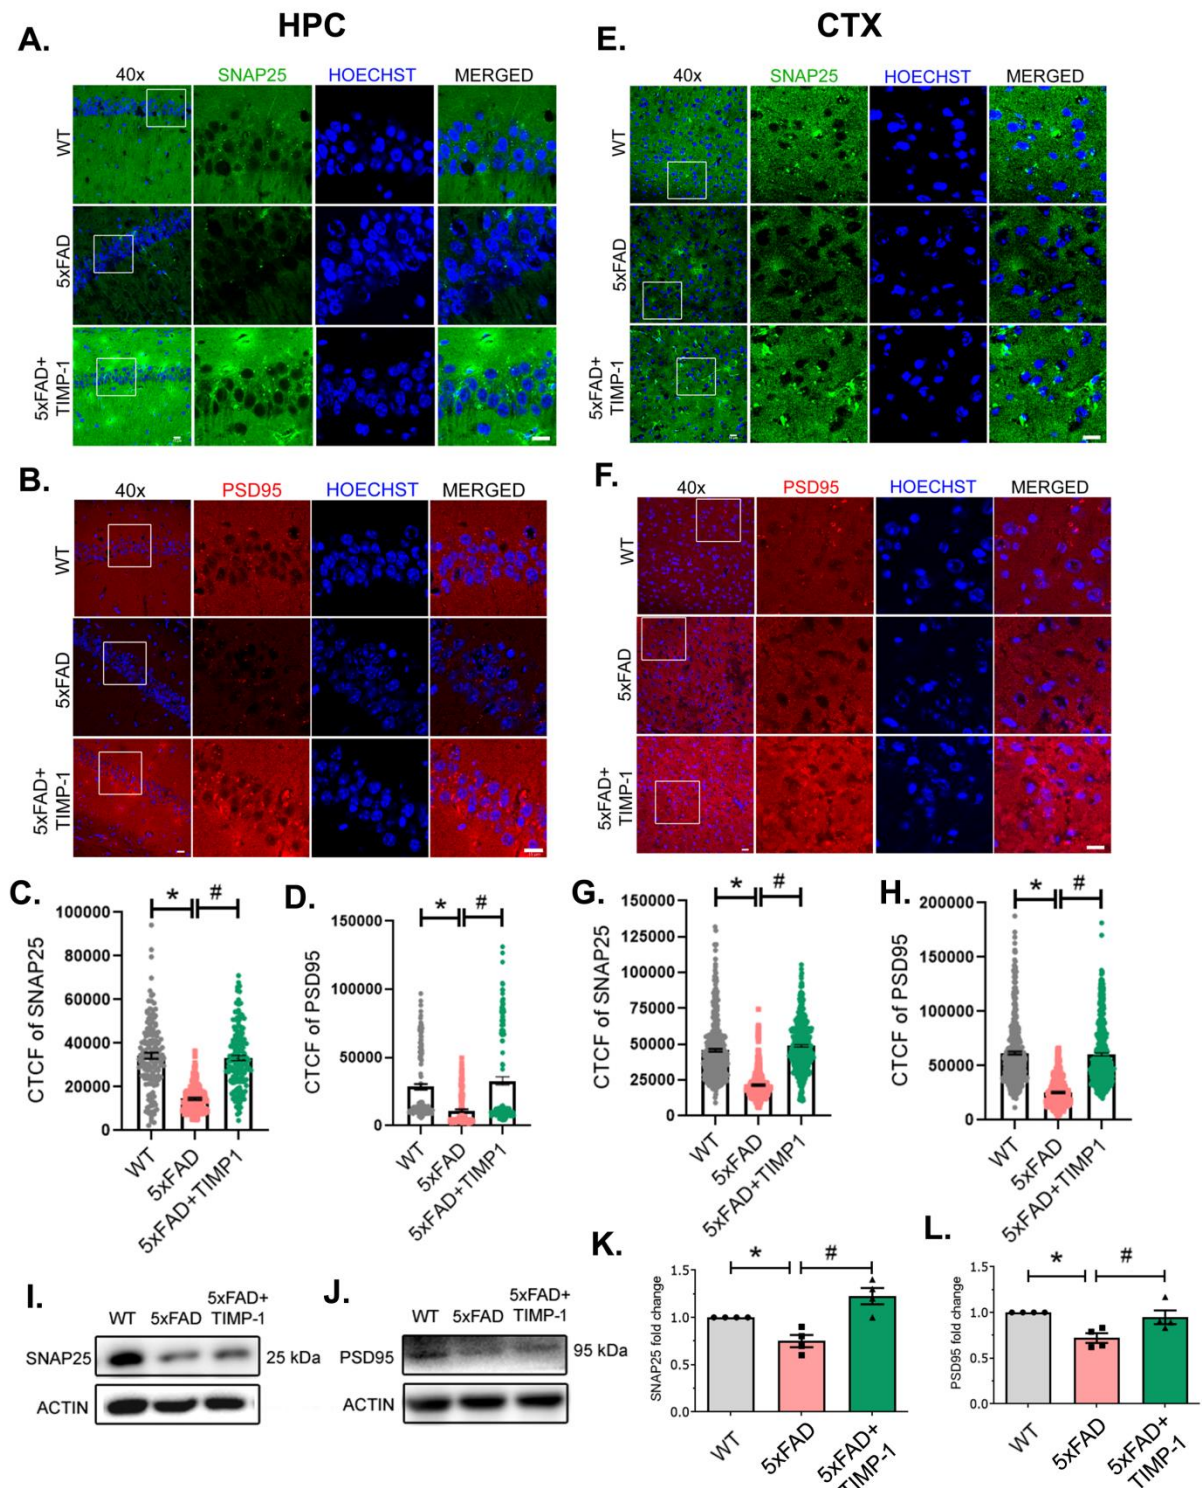 HPC
CTX
A.
40x SNAP25 HOECHST MERGED
WT
5xFAD
5xFAD+
TIMP-1
E.
40x SNAP25 HOECHST MERGED
WT
5xFAD
5xFAD+
TIMP-1
B.
40x PSD95 HOECHST MERGED
WT
5xFAD
5xFAD+
TIMP-1
F.
40x PSD95 HOECHST MERGED
WT
5xFAD
5xFAD+
TIMP-1
C.
* #
CTCF of SNAP25
100000
80000
60000
40000
20000
0
WT
5xFAD
5xFAD+TIMP1
D.
* #
CTCF of PSD95
150000
100000
50000
0
WT
5xFAD
5xFAD+TIMP1
G.
* #
CTCF of SNAP25
150000
125000
100000
75000
50000
25000
0
WT
5xFAD
5xFAD+TIMP1
H.
* #
CTCF of PSD95
200000
150000
100000
50000
0
WT
5xFAD
5xFAD+TIMP1
I.
WT 5xFAD 5xFAD+
TIMP-1
SNAP25 25 kDa
ACTIN
J.
WT 5xFAD 5xFAD+
TIMP-1
PSD95 95 kDa
ACTIN
K.
* #
SNAP25 fold change
1.5
1.0
0.5
0.0
WT
5xFAD
5xFAD+
TIMP-1
L.
* #
PSD95 fold change
1.5
1.0
0.5
0.0
WT
5xFAD
5xFAD+
TIMP-1